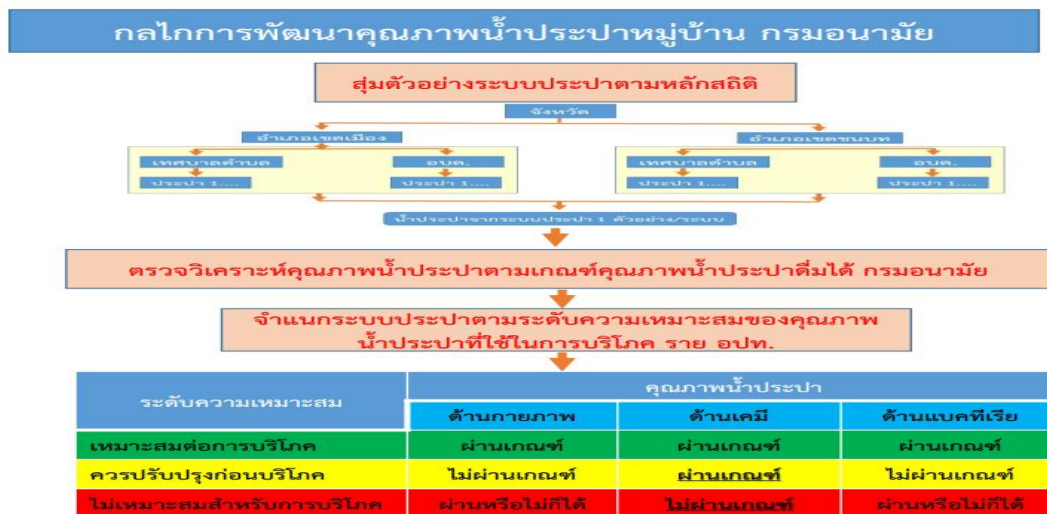 กลไกการพัฒนาคุณภาพน้ำประปาหมู่บ้าน กรมอนามัย
สุ่มตัวอย่างระบบประปาตามหลักสถิติ
จังหวัด
อำเภอเขตเมือง
อำเภอเขตชนบท
เทศบาลตำบล
อบต.
เทศบาลตำบล
อบต.
ประปา 1....
ประปา 1....
ประปา 1....
ประปา 1....
น้ำประปาจากระบบประปา 1 ตัวอย่าง/ระบบ
ตรวจวิเคราะห์คุณภาพน้ำประปาตามเกณฑ์คุณภาพน้ำประปาดื่มได้ กรมอนามัย
จำแนกระบบประปาตามระดับความเหมาะสมของคุณภาพ
น้ำประปาที่ใช้ในการบริโภค ราย อปท.
ระดับความเหมาะสม
คุณภาพน้ำประปา
ด้านกายภาพ
ด้านเคมี
ด้านแบคทีเรีย
เหมาะสมต่อการบริโภค
ผ่านเกณฑ์
ผ่านเกณฑ์
ผ่านเกณฑ์
ควรปรับปรุงก่อนบริโภค
ไม่ผ่านเกณฑ์
ผ่านเกณฑ์
ไม่ผ่านเกณฑ์
ไม่เหมาะสมสำหรับการบริโภค
ผ่านหรือไม่ก็ได้
ไม่ผ่านเกณฑ์
ผ่านหรือไม่ก็ได้